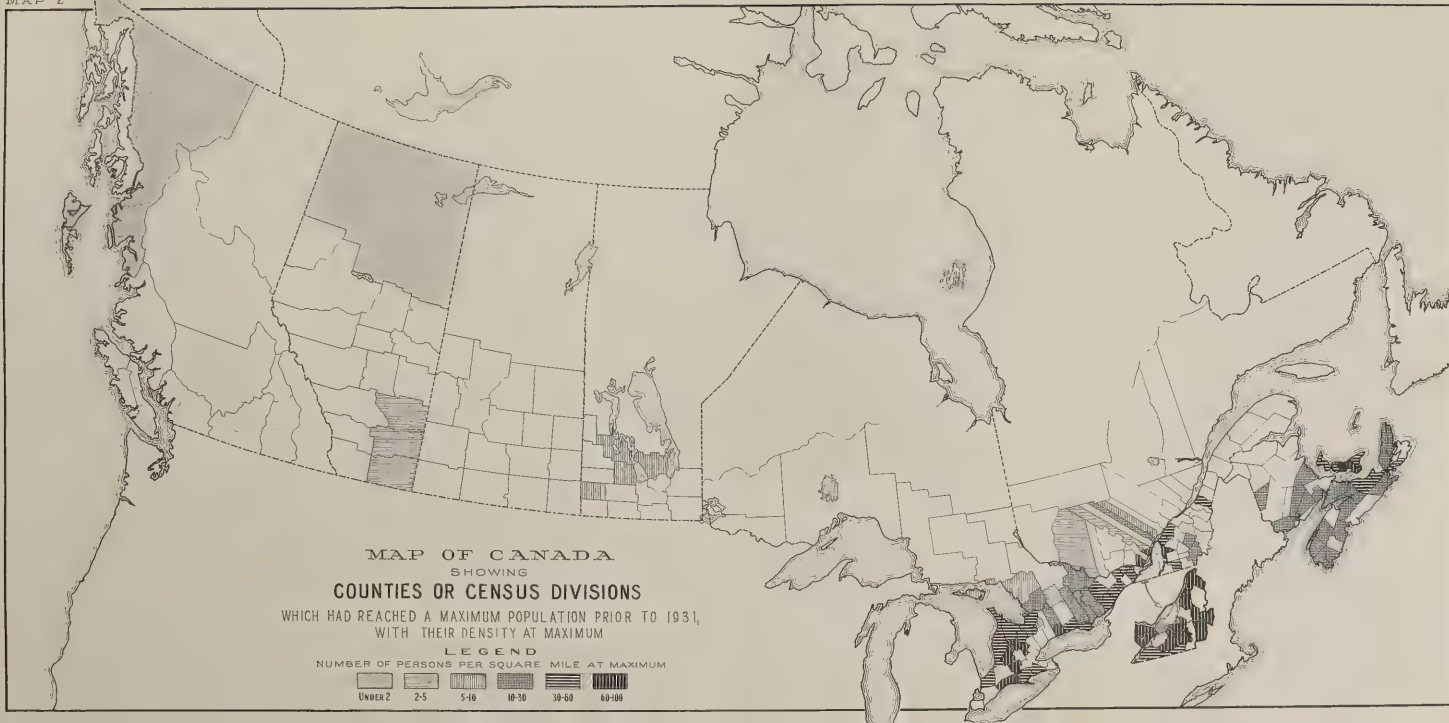 MAP 2
MAP OF CANADA
SHOWING
COUNTIES OR CENSUS DIVISIONS
WHICH HAD REACHED A MAXIMUM POPULATION PRIOR TO 1931,
WITH THEIR DENSITY AT MAXIMUM
LEGEND
NUMBER OF PERSONS PER SQUARE MILE AT MAXIMUM
UNDER 2 2-5 5-10 10-30 30-60 60-100